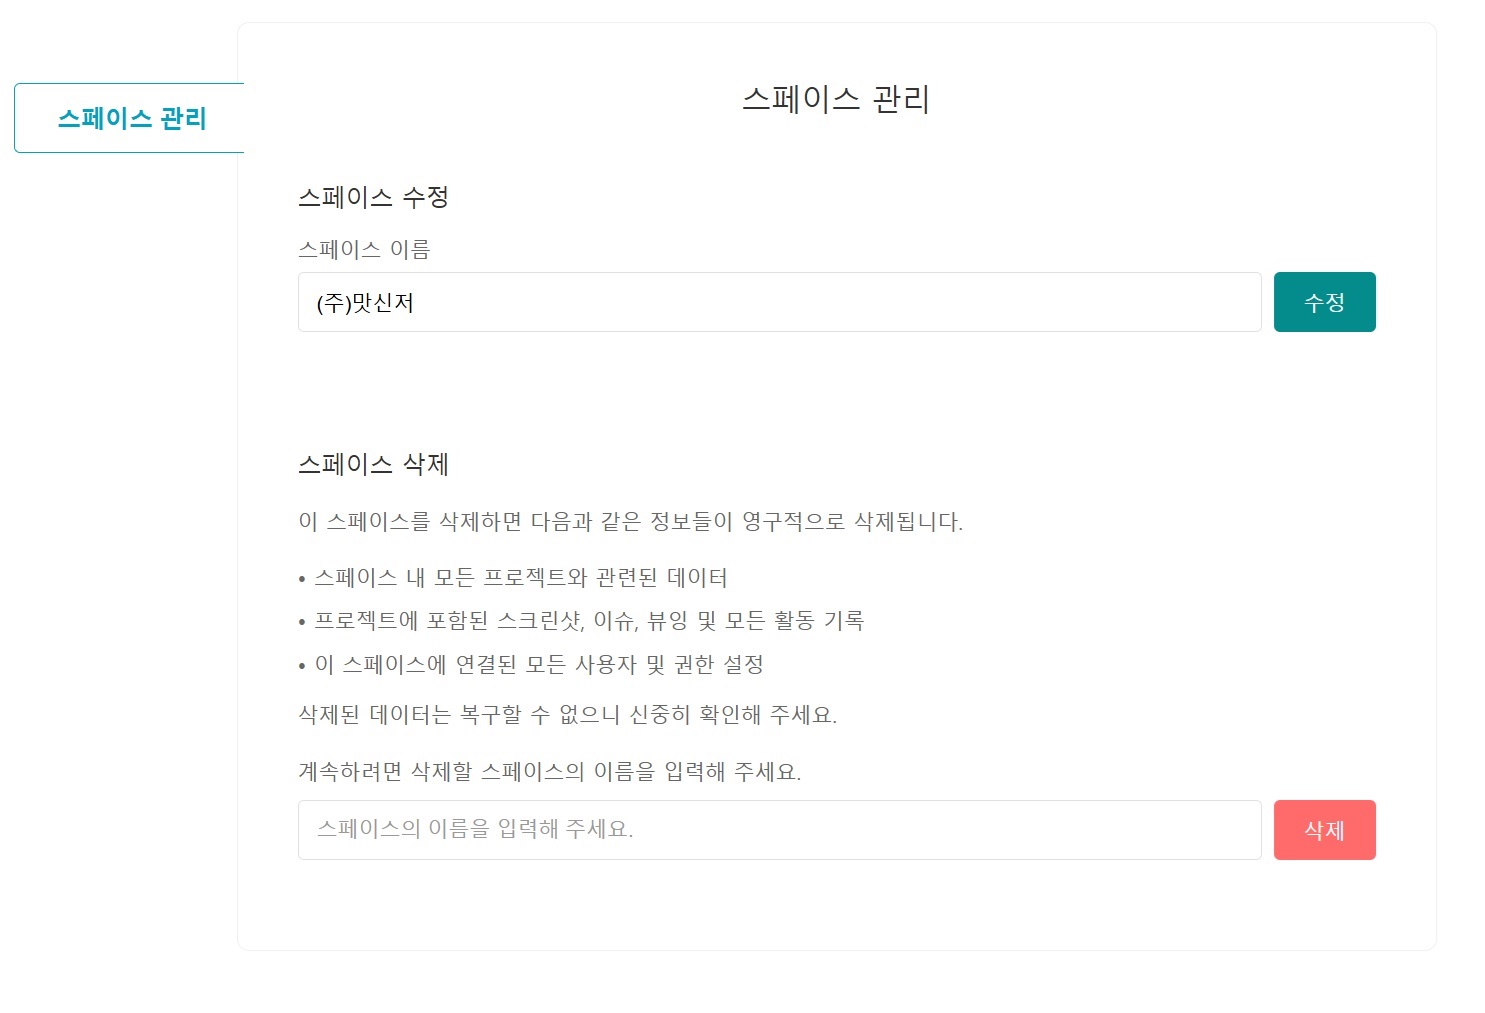 스페이스 관리
스페이스 관리
스페이스 수정
스페이스 이름
(주)맛신저
수정
스페이스 삭제
이 스페이스를 삭제하면 다음과 같은 정보들이 영구적으로 삭제됩니다.
• 스페이스 내 모든 프로젝트와 관련된 데이터
• 프로젝트에 포함된 스크린샷, 이슈, 뷰잉 및 모든 활동 기록
• 이 스페이스에 연결된 모든 사용자 및 권한 설정
삭제된 데이터는 복구할 수 없으니 신중히 확인해 주세요.
계속하려면 삭제할 스페이스의 이름을 입력해 주세요.
스페이스의 이름을 입력해 주세요.
삭제